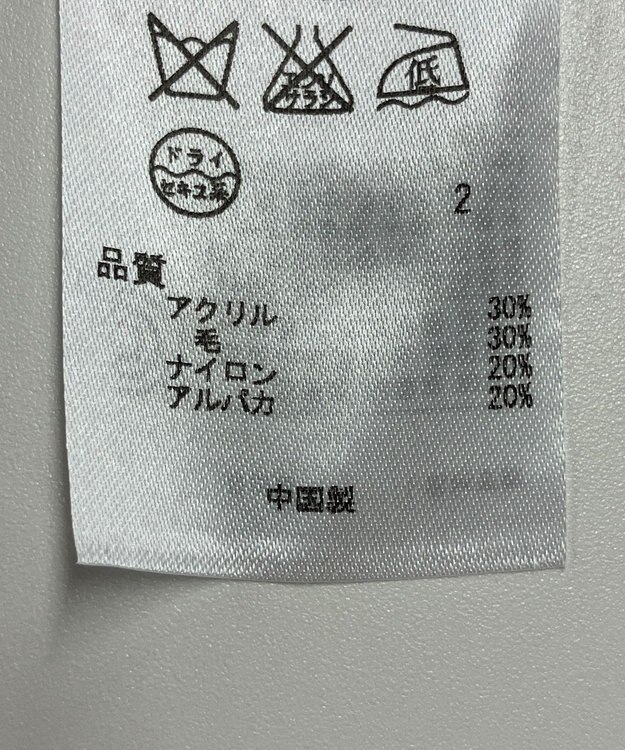 エンソ
サラシ
低
ドライ
セキユ系
2
品質
アクリル 30%
毛 30%
ナイロン 20%
アルパカ 20%
中国製